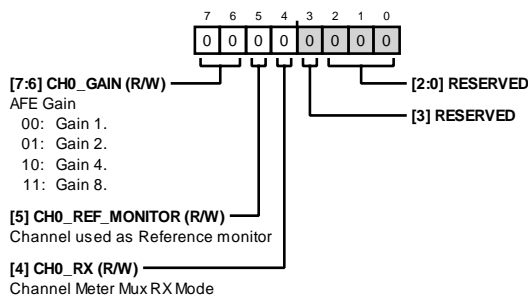 7 6 5 4 3 2 1 0
0 0 0 0 0 0 0 0
[7:6] CH0_GAIN (R/W)
AFE Gain
00: Gain 1.
01: Gain 2.
10: Gain 4.
11: Gain 8.
[5] CH0_REF_MONITOR (R/W)
Channel used as Reference monitor
[4] CH0_RX (R/W)
Channel Meter Mux RX Mode
[2:0] RESERVED
[3] RESERVED